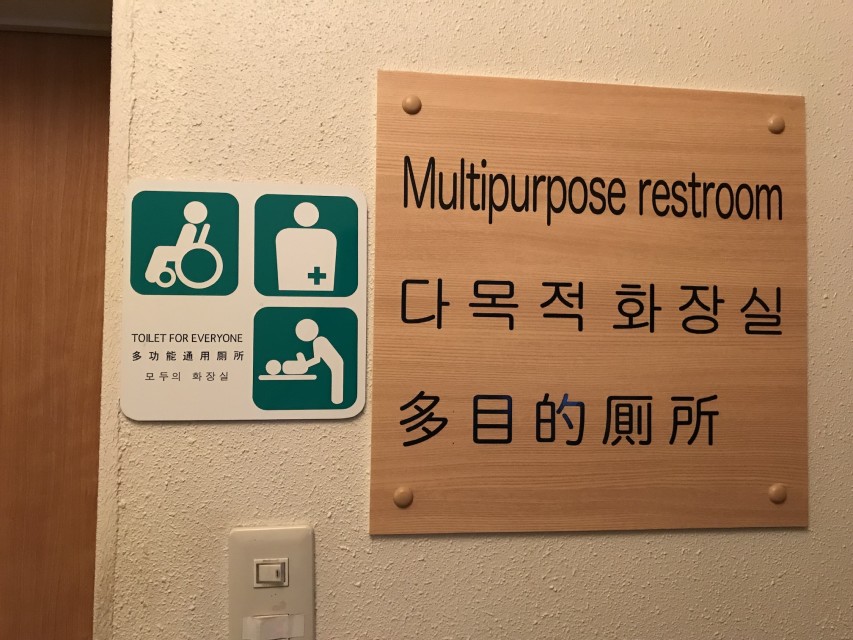 TOILET FOR EVERYONE
多功能通用厠所
모두의 화장실
Multipurpose restroom
다목적 화장실
多目的厠所